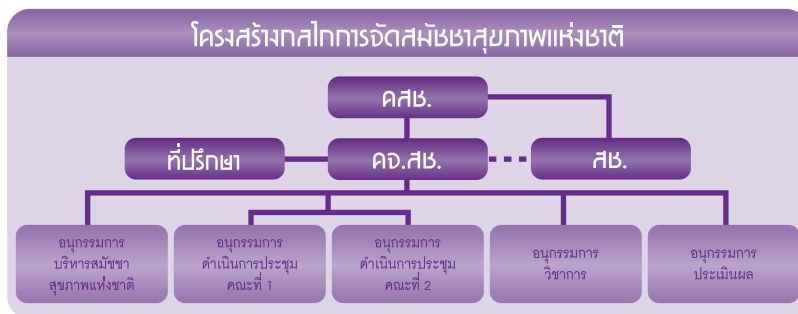 โครงสร้างกลไกการจัดสมัชชาสุขภาพแห่งชาติ
คสช.
ที่ปรึกษา
คจ.สช.
สช.
อนุกรรมการ
บริหารสมัชชา
สุขภาพแห่งชาติ
อนุกรรมการ
ดำเนินการประชุม
คณะที่ 1
อนุกรรมการ
ดำเนินการประชุม
คณะที่ 2
อนุกรรมการ
วิชาการ
อนุกรรมการ
ประเมินผล